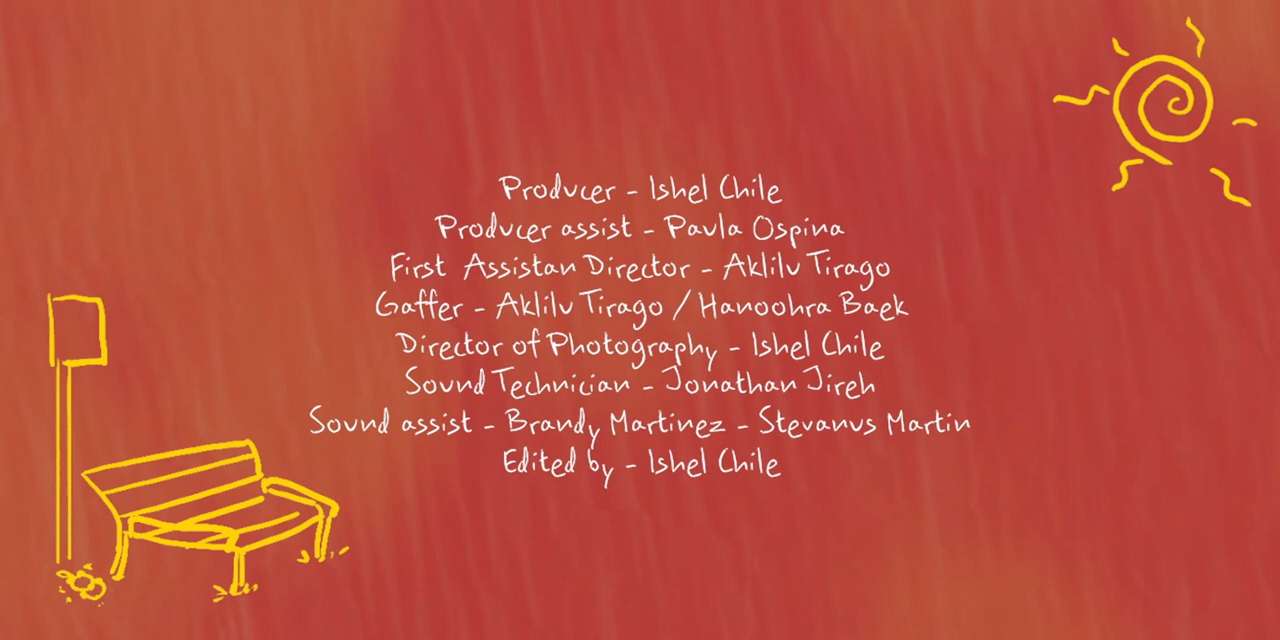 Producer - Ishel Chile
Producer assist - Paula Ospina
First Assistan Director - Aklilu Tirago
Gaffer - Aklilu Tirago / Hanoohra Baek
Director of Photography - Ishel Chile
Sound Technician - Jonathan Jireh
Sound assist - Brandy Martinez - Stevanus Martin
Edited by - Ishel Chile